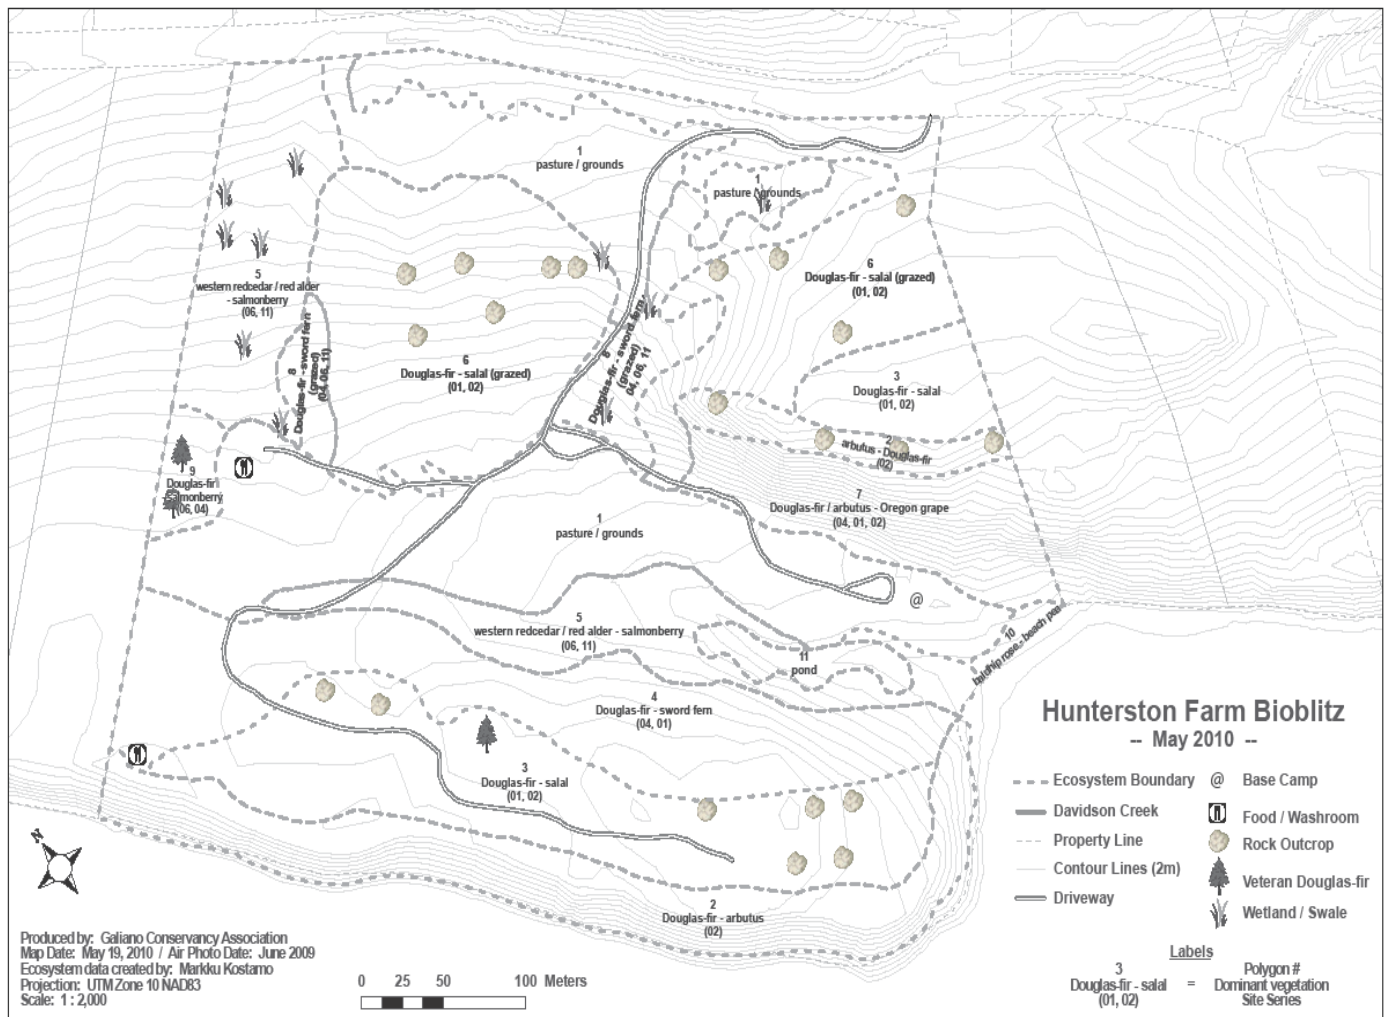 1
pasture / grounds
1
pasture / grounds
6
Douglas-fir - salal (grazed)
(01, 02)
5
western redcedar / red alder
- salmonberry
(06, 11)
8
Douglas-fir - sword fern
(grazed)
(04, 06, 11)
8
Douglas-fir - sword fern
(grazed)
04, 06, 11
6
Douglas-fir - salal (grazed)
(01, 02)
3
Douglas-fir - salal
(01, 02)
2
arbutus - Douglas-fir
(02)
9
Douglas-fir
salmonberry
(06, 04)
7
Douglas-fir / arbutus - Oregon grape
(04, 01, 02)
1
pasture / grounds
@
5
western redcedar / red alder - salmonberry
(06, 11)
10
baldhip rose - beach pea
11
pond
4
Douglas-fir - sword fern
(04, 01)
3
Douglas-fir - salal
(01, 02)
2
Douglas-fir - arbutus
(02)
Hunterston Farm Bioblitz
-- May 2010 --
Ecosystem Boundary
Davidson Creek
Property Line
Contour Lines (2m)
Driveway
@ Base Camp
Food / Washroom
Rock Outcrop
Veteran Douglas-fir
Wetland / Swale
Labels
3
Douglas-fir - salal
(01, 02)
=
Polygon #
Dominant vegetation
Site Series
N
Produced by: Galiano Conservancy Association
Map Date: May 19, 2010 / Air Photo Date: June 2009
Ecosystem data created by: Markku Kostamo
Projection: UTM Zone 10 NAD83
Scale: 1 : 2,000
0 25 50 100 Meters